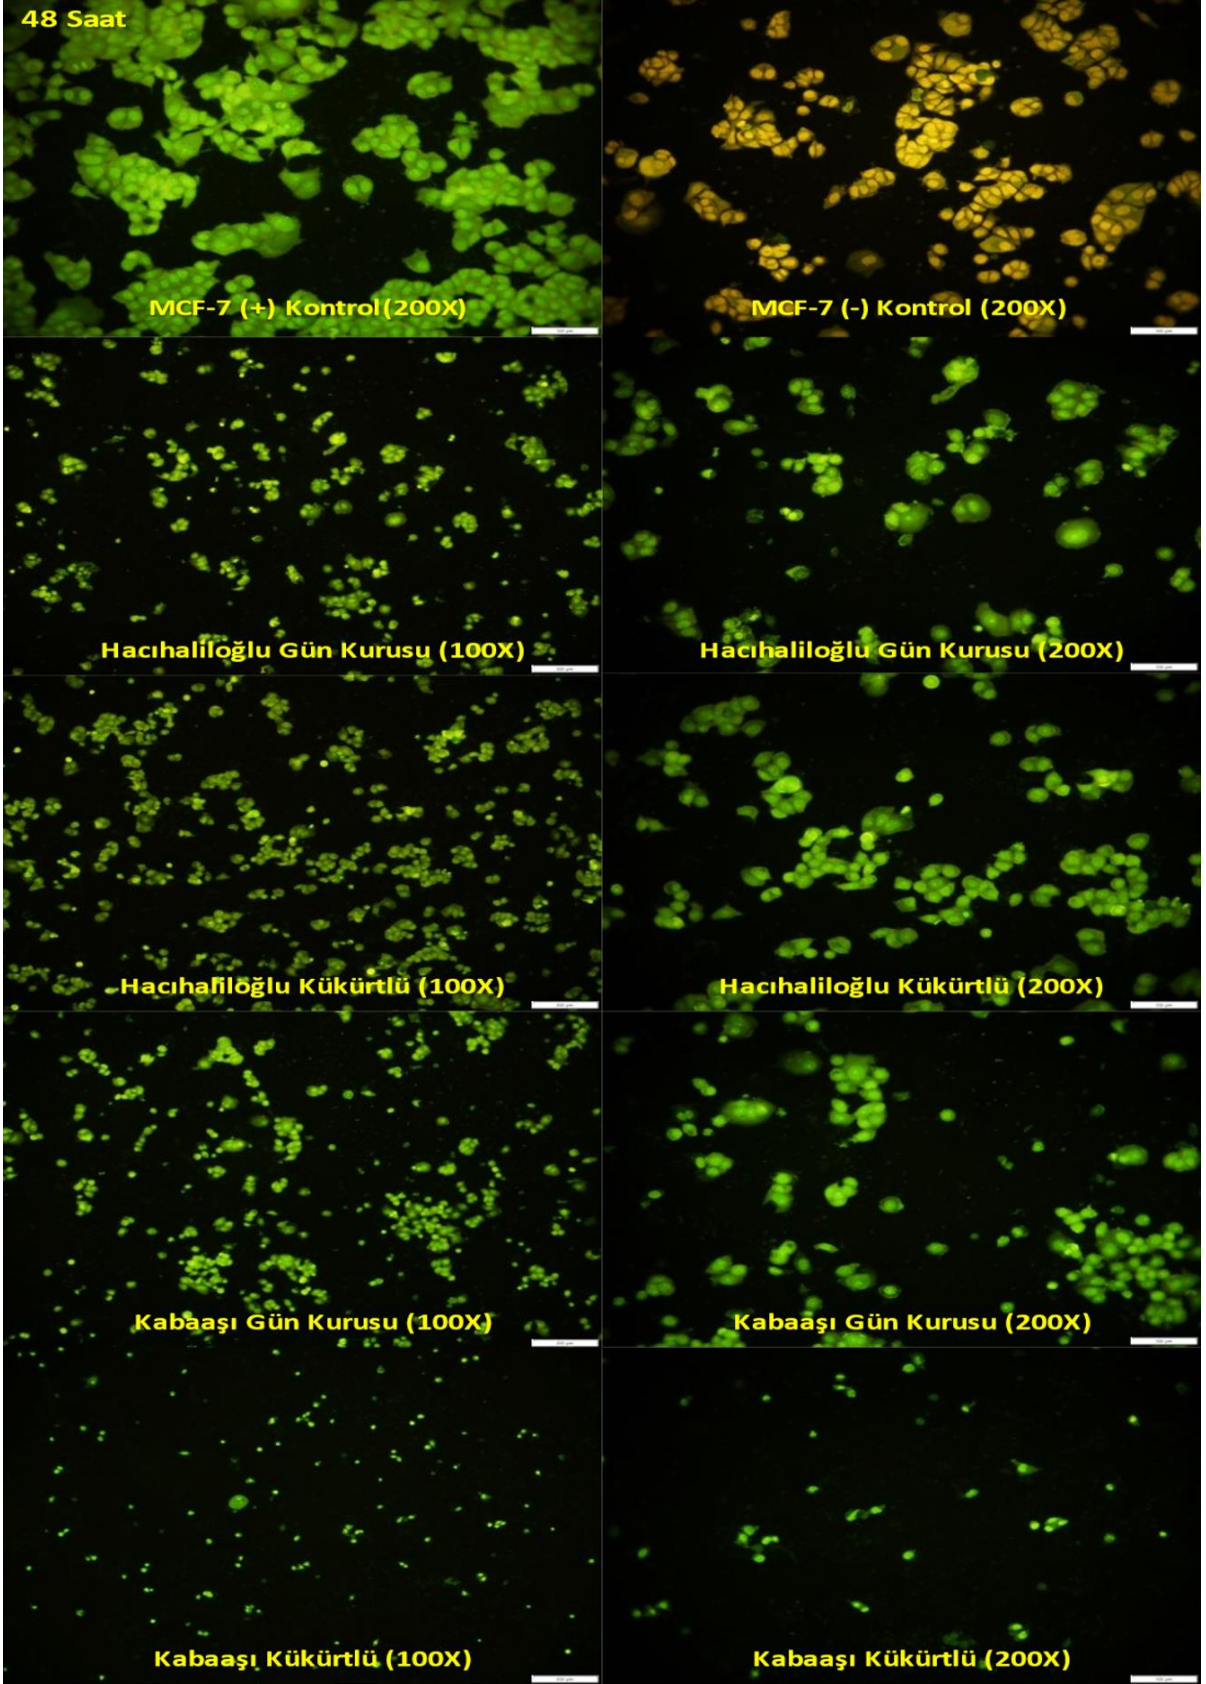 48 Saat
MCF-7 (+) Kontrol(200X)
MCF-7 (-) Kontrol (200X)
Hacıhaliloğlu Gün Kurusu (100X)
Hacıhaliloğlu Gün Kurusu (200X)
Hacıhaliloğlu Kükürtlü (100X)
Hacıhaliloğlu Kükürtlü (200X)
Kabaaşı Gün Kurusu (100X)
Kabaaşı Gün Kurusu (200X)
Kabaaşı Kükürtlü (100X)
Kabaaşı Kükürtlü (200X)